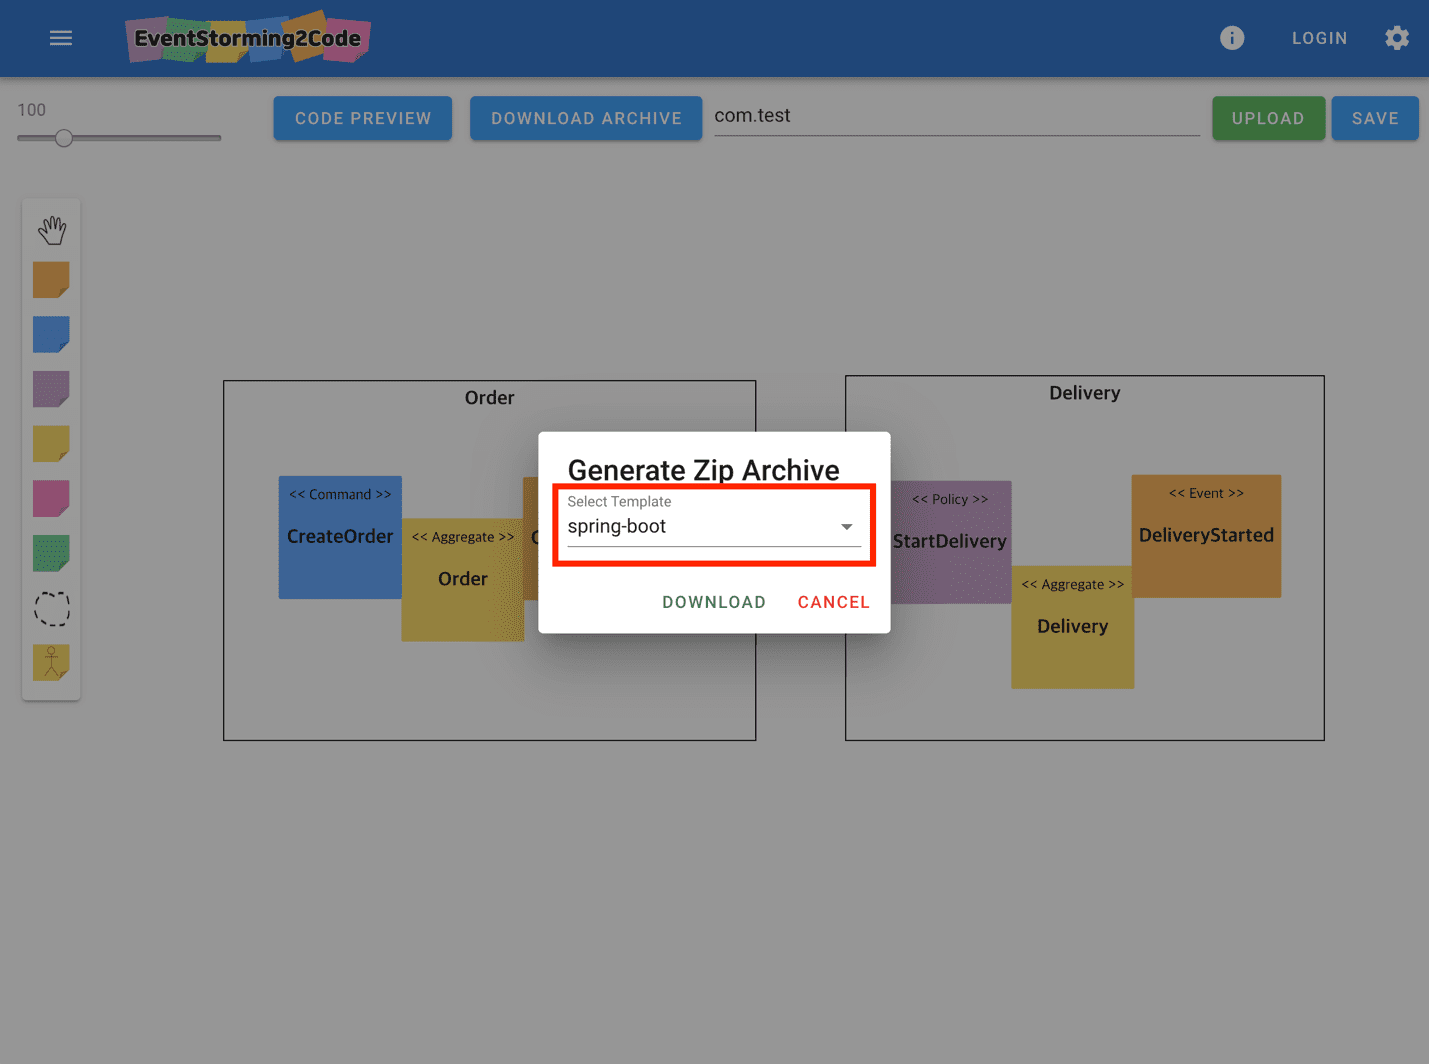 EventStorming2Code
LOGIN
100
CODE PREVIEW
DOWNLOAD ARCHIVE
com.test
UPLOAD
SAVE
Order
Delivery
<< Command >>
CreateOrder
<< Aggregate >>
Order
Generate Zip Archive
Select Template
spring-boot
DOWNLOAD
CANCEL
<< Policy >>
StartDelivery
<< Aggregate >>
Delivery
<< Event >>
DeliveryStarted